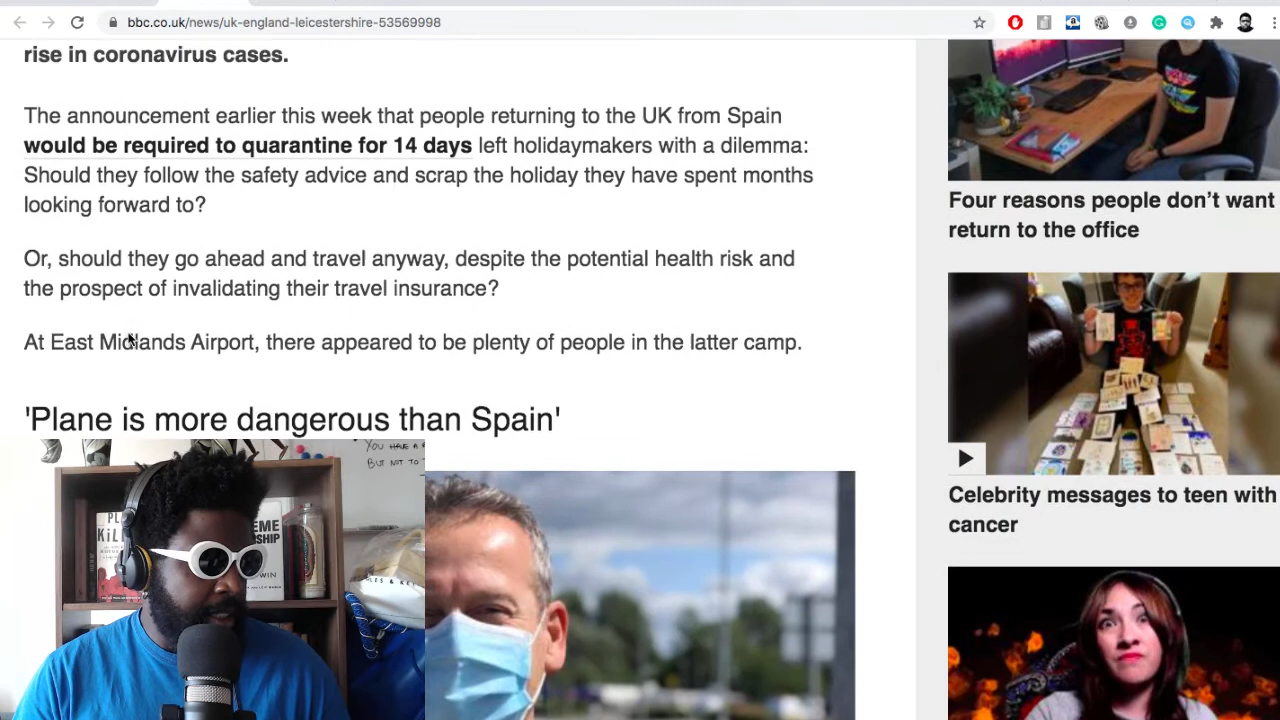 bbc.co.uk/news/uk-england-leicestershire-53569998
rise in coronavirus cases.
The announcement earlier this week that people returning to the UK from Spain
would be required to quarantine for 14 days left holidaymakers with a dilemma:
Should they follow the safety advice and scrap the holiday they have spent months
looking forward to?
Or, should they go ahead and travel anyway, despite the potential health risk and
the prospect of invalidating their travel insurance?
At East Midlands Airport, there appeared to be plenty of people in the latter camp.
'Plane is more dangerous than Spain'
YOU HAVE A
BUT NOT TO
Four reasons people don’t want
return to the office
Celebrity messages to teen with
cancer